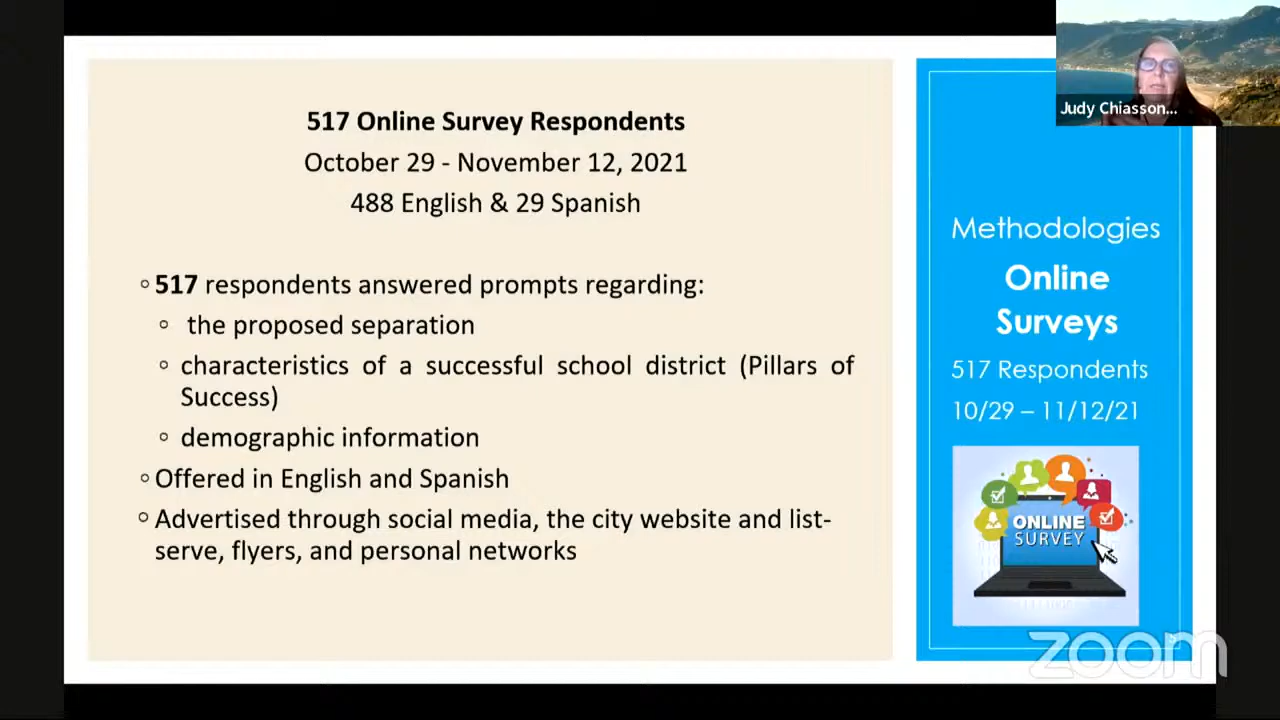 517 Online Survey Respondents
October 29 - November 12, 2021
488 English & 29 Spanish
517 respondents answered prompts regarding:
the proposed separation
characteristics of a successful school district (Pillars of
Success)
demographic information
Offered in English and Spanish
Advertised through social media, the city website and list-
serve, flyers, and personal networks
Judy Chiasson...
Methodologies
Online
Surveys
517 Respondents
10/29 – 11/12/21
ONLINE
SURVEY
zoom